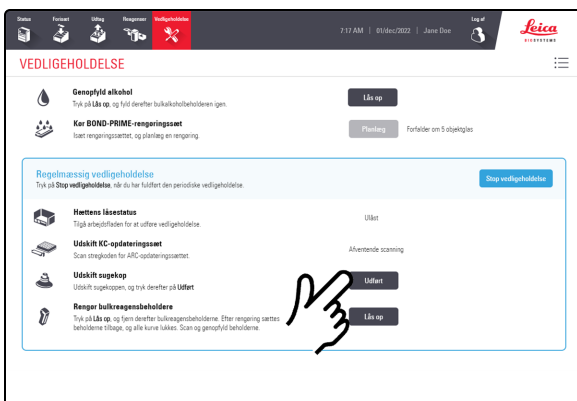 Status Forisæt Udtag Reagenser Vedligeholdelse
7:17 AM | 01/dec/2022 | Jane Doe
Log af
Leica
BIOSYSTEMS
VEDLIGEHOLDELSE
Genopfyld alkohol
Tryk på Lås op, og fyld derefter bulkalkoholbeholderen igen.
Lås op
Kør BOND-PRIME-rengøringssæt
Isæt rengøringssættet, og planlæg en rengøring.
Planlæg
Forfalder om 5 objektglas
Regelmæssig vedligeholdelse
Tryk på Stop vedligeholdelse, når du har fuldført den periodiske vedligeholdelse.
Stop vedligeholdelse
Hættens låsestatus
Tilgå arbejdsfladen for at udføre vedligeholdelse.
Ulåst
Udskift KC-opdateringssæt
Scan stregkoden for ARC-opdateringssættet.
Afventende scanning
Udskift sugekop
Udskift sugekoppen, og tryk derefter på Udført
Udført
Rengør bulkreagensbeholdere
Tryk på Lås op, og fjern derefter bulkreagensbeholderne. Efter rengøring sættes
beholderne tilbage, og alle kurve lukkes. Scan og genopfyld beholderne.
Lås op